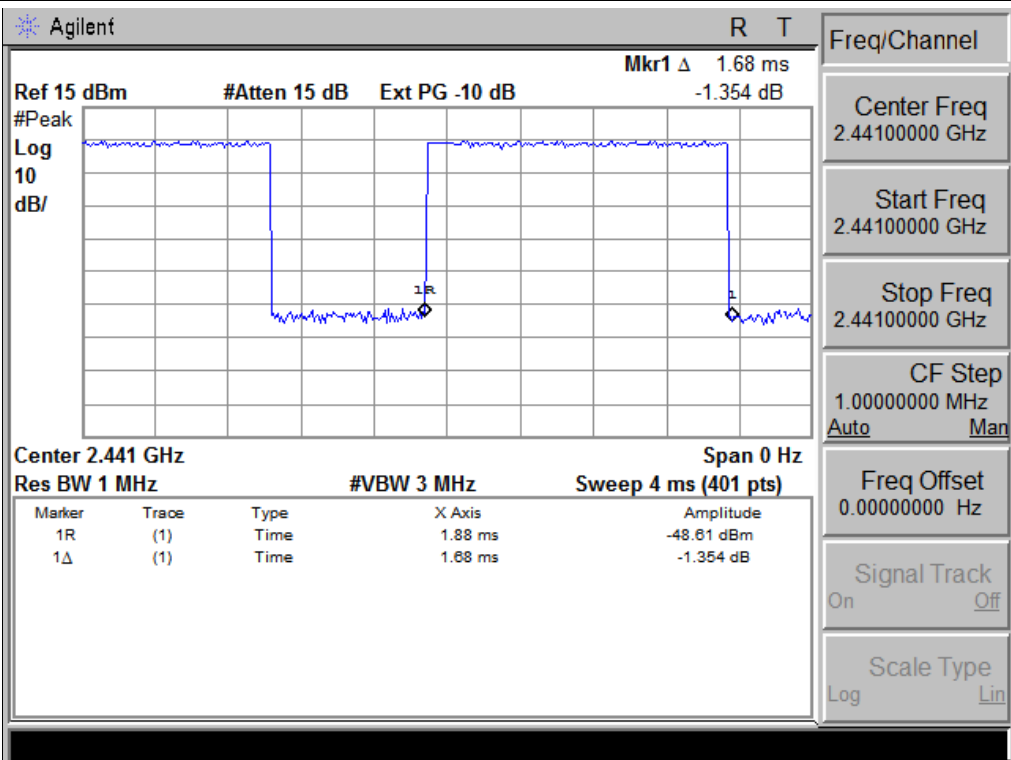 Agilent R T
Mkr1 Δ 1.68 ms
Ref 15 dBm #Atten 15 dB Ext PG -10 dB -1.354 dB
#Peak
Log
10
dB/
1R
1
Center 2.441 GHz Span 0 Hz
Res BW 1 MHz #VBW 3 MHz Sweep 4 ms (401 pts)
Marker Trace Type X Axis Amplitude
1R (1) Time 1.88 ms -48.61 dBm
1Δ (1) Time 1.68 ms -1.354 dB
Freq/Channel
Center Freq
2.44100000 GHz
Start Freq
2.44100000 GHz
Stop Freq
2.44100000 GHz
CF Step
1.00000000 MHz
Auto Man
Freq Offset
0.00000000 Hz
Signal Track
On Off
Scale Type
Log Lin